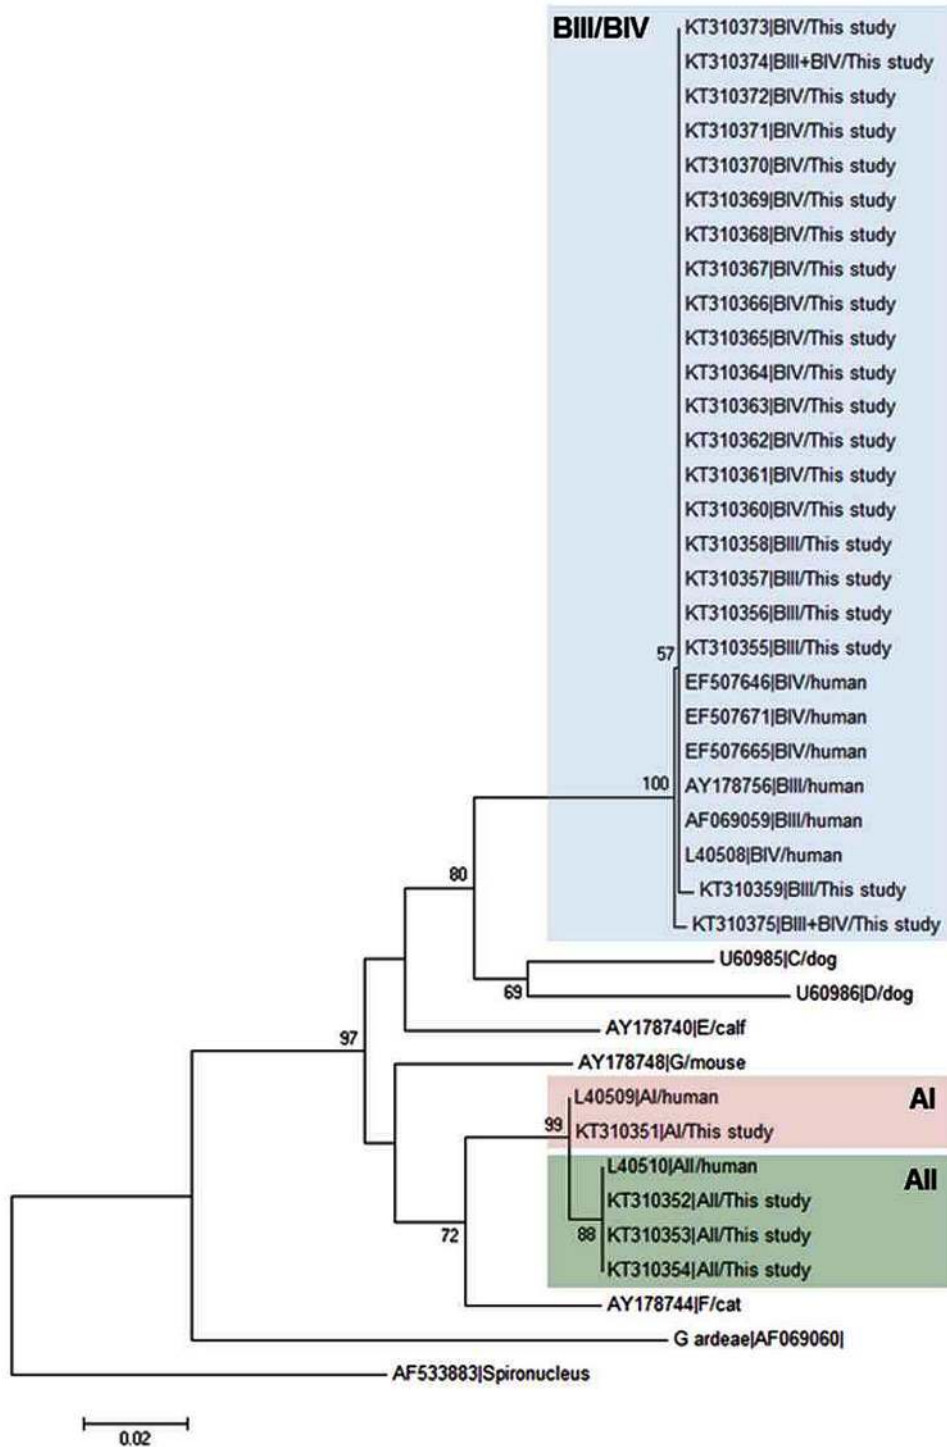 BIII/BIV
KT310373|BIV/This study
KT310374|BIII+BIV/This study
KT310372|BIV/This study
KT310371|BIV/This study
KT310370|BIV/This study
KT310369|BIV/This study
KT310368|BIV/This study
KT310367|BIV/This study
KT310366|BIV/This study
KT310365|BIV/This study
KT310364|BIV/This study
KT310363|BIV/This study
KT310362|BIV/This study
KT310361|BIV/This study
KT310360|BIV/This study
KT310358|BIII/This study
KT310357|BIII/This study
KT310356|BIII/This study
KT310355|BIII/This study
57
EF507646|BIV/human
EF507671|BIV/human
EF507665|BIV/human
100
AY178756|BIII/human
AF069059|BIII/human
L40508|BIV/human
80
KT310359|BIII/This study
KT310375|BIII+BIV/This study
U60985|C/dog
69
U60986|D/dog
AY178740|E/calf
97
AY178748|G/mouse
L40509|AI/human
AI
99
KT310351|AI/This study
L40510|AII/human
AII
KT310352|AII/This study
72
88
KT310353|AII/This study
KT310354|AII/This study
AY178744|F/cat
G ardeae|AF069060|
AF533883|Spironucleus
0.02